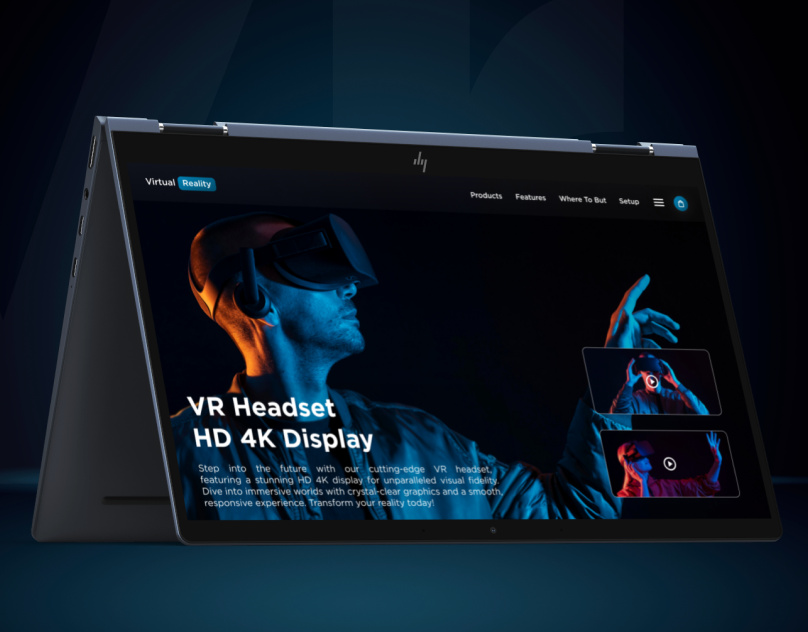 hp
Virtual Reality
Products Features Where To But Setup
VR Headset
HD 4K Display
Step into the future with our cutting-edge VR headset,
featuring a stunning HD 4K display for unparalleled visual fidelity.
Dive into immersive worlds with crystal-clear graphics and a smooth,
responsive experience. Transform your reality today!